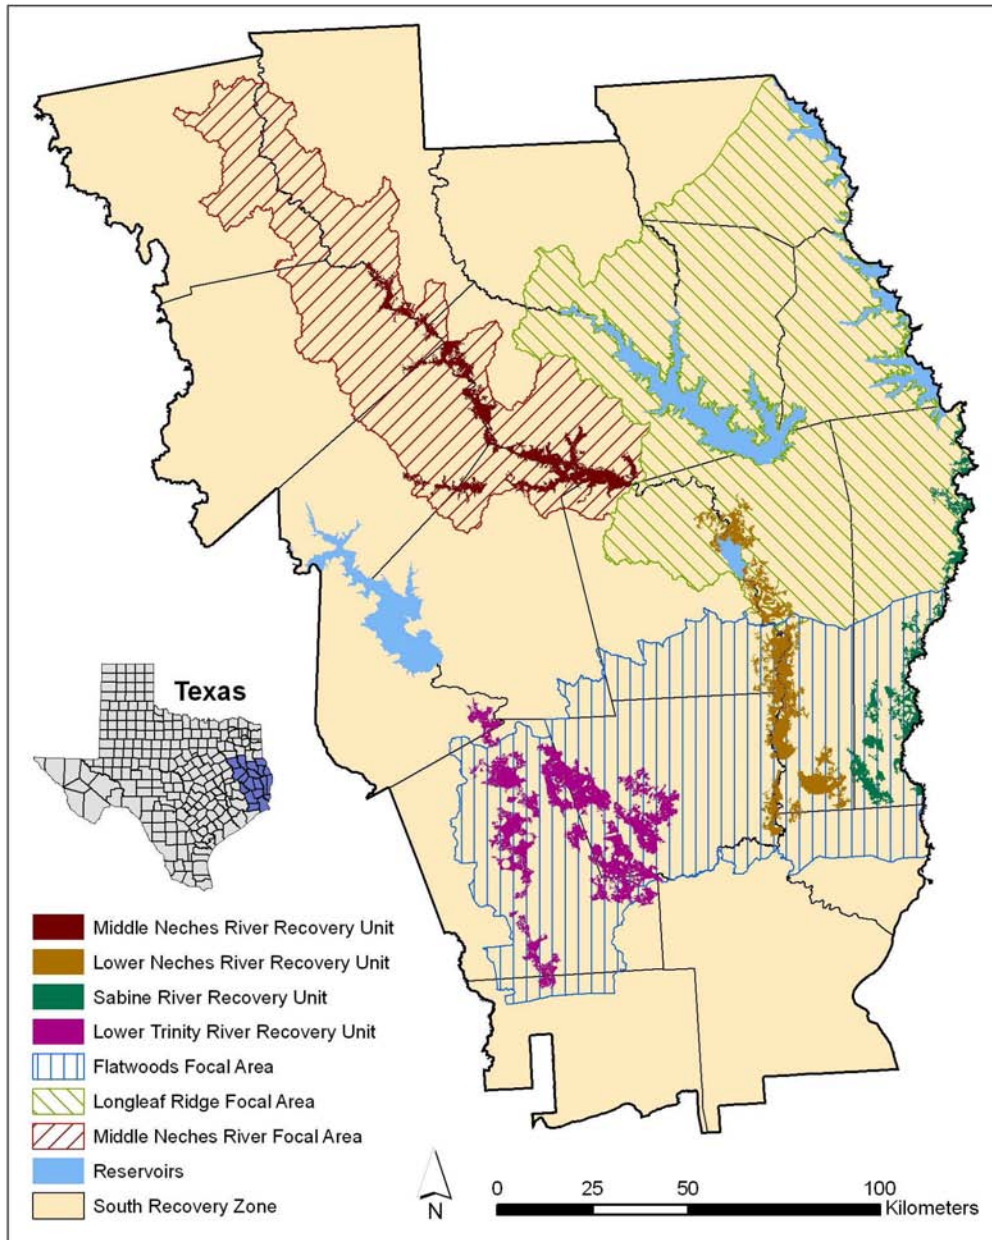 Texas
Middle Neches River Recovery Unit
Lower Neches River Recovery Unit
Sabine River Recovery Unit
Lower Trinity River Recovery Unit
Flatwoods Focal Area
Longleaf Ridge Focal Area
Middle Neches River Focal Area
Reservoirs
South Recovery Zone
N
0 25 50 100
Kilometers